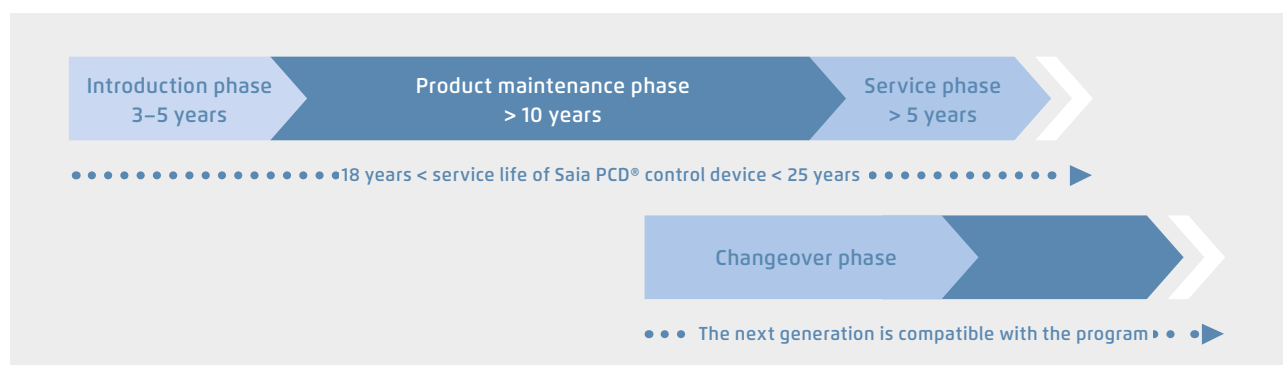 Introduction phase
3–5 years
Product maintenance phase
> 10 years
Service phase
> 5 years
18 years < service life of Saia PCD® control device < 25 years
Changeover phase
The next generation is compatible with the program